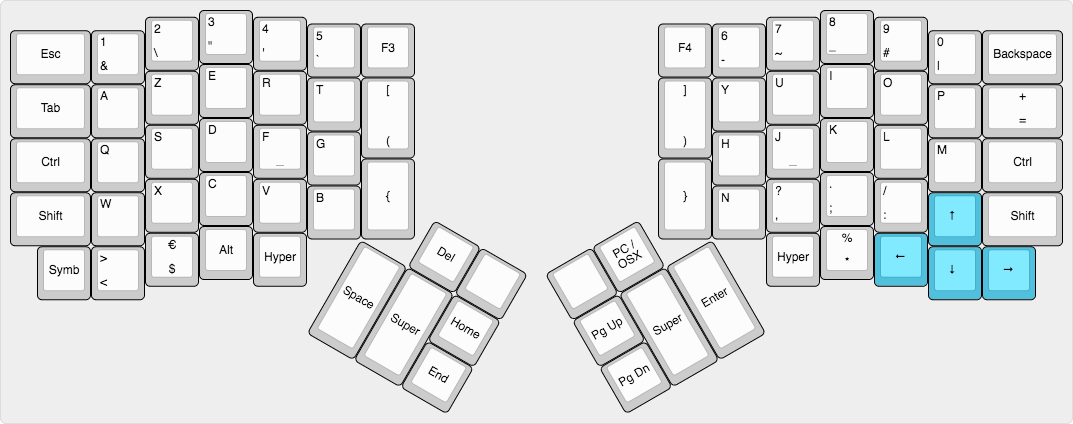 Esc
1
&
2
\
3
"
4
'
5
`
F3
F4
6
-
7
~
8
_
9
#
0
|
Backspace
Tab
A
Z
E
R
T
[
(
]
)
Y
U
I
O
P
+
=
Ctrl
Q
S
D
F
_
G
H
J
_
K
L
M
Ctrl
Shift
W
X
C
V
B
{
}
N
?
,
.
;
/
:
↑
Shift
Symb
>
<
€
$
Alt
Hyper
Hyper
%
*
←
↓
→
Del
Space
Super
Home
End
PC /
OSX
Pg Up
Super
Enter
Pg Dn